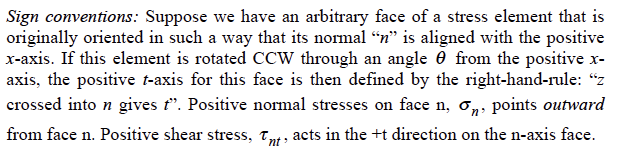 Sign conventions: Suppose we have an arbitrary face of a stress element that is
originally oriented in such a way that its normal “n” is aligned with the positive
x-axis. If this element is rotated CCW through an angle θ from the positive x-
axis, the positive t-axis for this face is then defined by the right-hand-rule: “z
crossed into n gives t”. Positive normal stresses on face n, σₙ, points outward
from face n. Positive shear stress, τₙₜ, acts in the +t direction on the n-axis face.